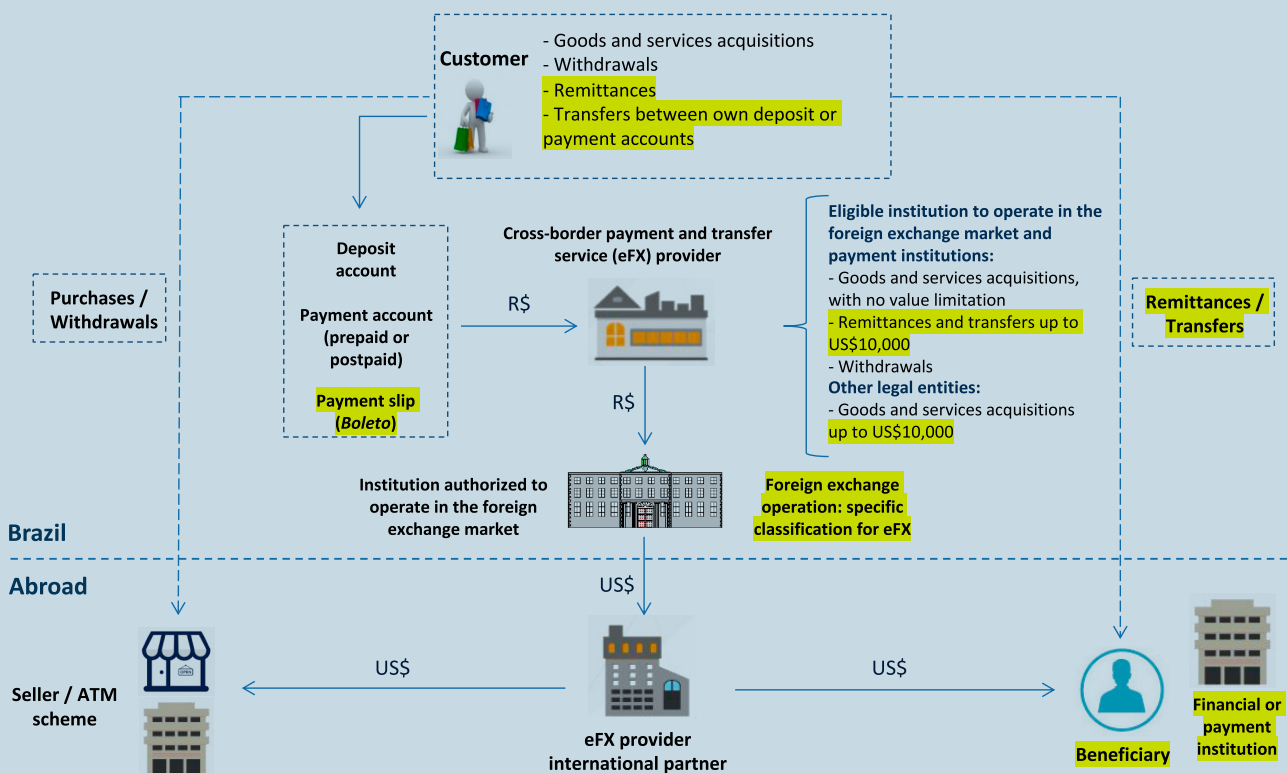 Customer
- Goods and services acquisitions
- Withdrawals
- Remittances
- Transfers between own deposit or
payment accounts
Deposit
account
Payment account
(prepaid or
postpaid)
Payment slip
(Boleto)
R$
Cross-border payment and transfer
service (eFX) provider
Eligible institution to operate in the
foreign exchange market and
payment institutions:
- Goods and services acquisitions,
with no value limitation
- Remittances and transfers up to
US$10,000
- Withdrawals
Other legal entities:
- Goods and services acquisitions
up to US$10,000
Purchases /
Withdrawals
Remittances /
Transfers
R$
Institution authorized to
operate in the foreign
exchange market
Foreign exchange
operation: specific
classification for eFX
Brazil
Abroad
US$
Seller / ATM
scheme
OPEN
US$
eFX provider
international partner
US$
Beneficiary
Financial or
payment
institution